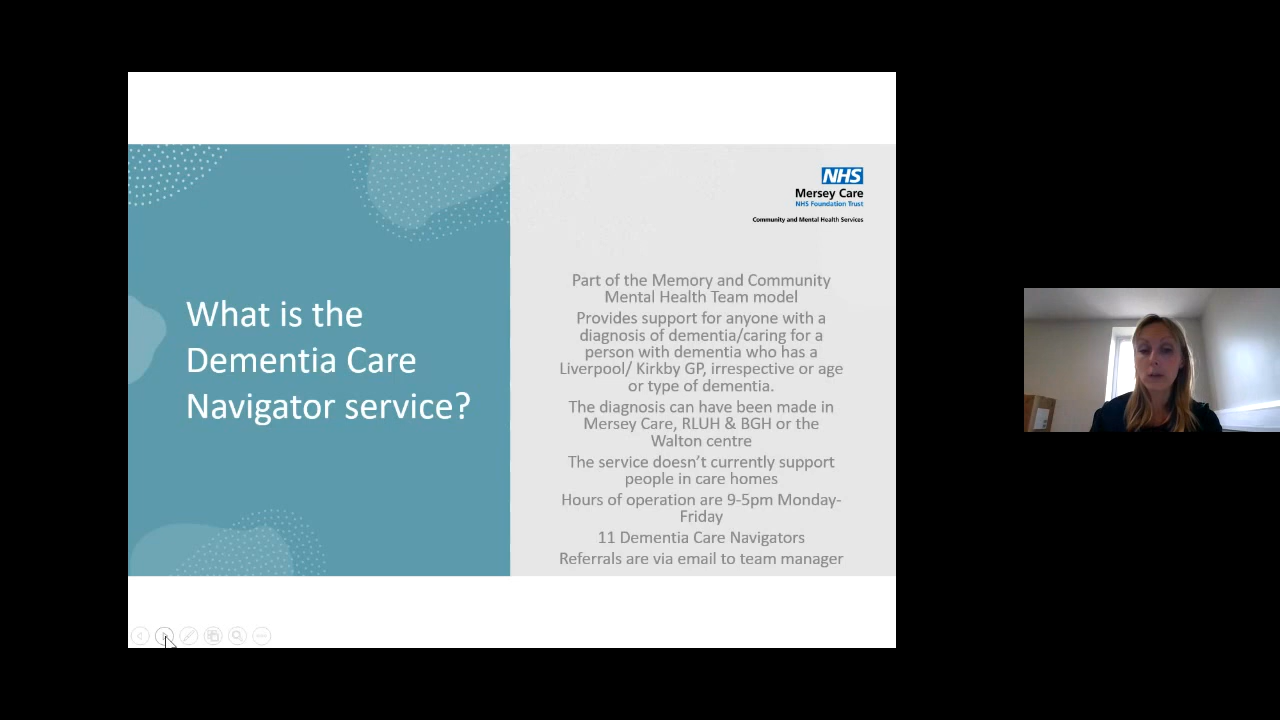 What is the
Dementia Care
Navigator service?
NHS
Mersey Care
NHS Foundation Trust
Community and Mental Health Services
Part of the Memory and Community
Mental Health Team model
Provides support for anyone with a
diagnosis of dementia/caring for a
person with dementia who has a
Liverpool/ Kirkby GP, irrespective or age
or type of dementia.
The diagnosis can have been made in
Mersey Care, RLUH & BGH or the
Walton centre
The service doesn’t currently support
people in care homes
Hours of operation are 9-5pm Monday-
Friday
11 Dementia Care Navigators
Referrals are via email to team manager